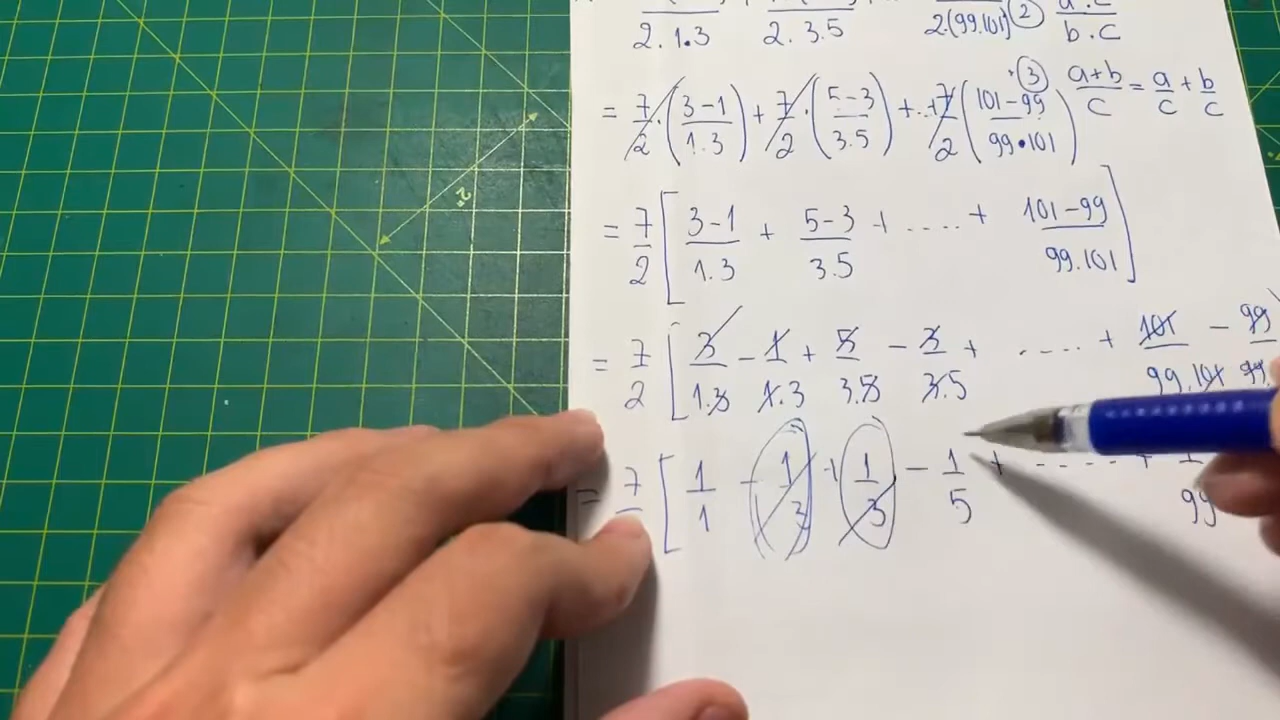 2.1.3 2.3.5 2.(99.101) ② a.c/b.c
= 7/2.((3-1)/1.3) + 7/2.((5-3)/3.5) + ...+ 7/2((101-99)/99.101) ③ (a+b)/c = a/c + b/c
= 7/2 [(3-1)/1.3 + (5-3)/3.5 + .... + (101-99)/99.101]
= 7/2 [3/1.3 - 1/1.3 + 5/3.5 - 3/3.5 + .... + 101/99.101 - 99/99.
= 7 [1/1 - 1/3 + 1/3 - 1/5 + ..... + 1/99
2"